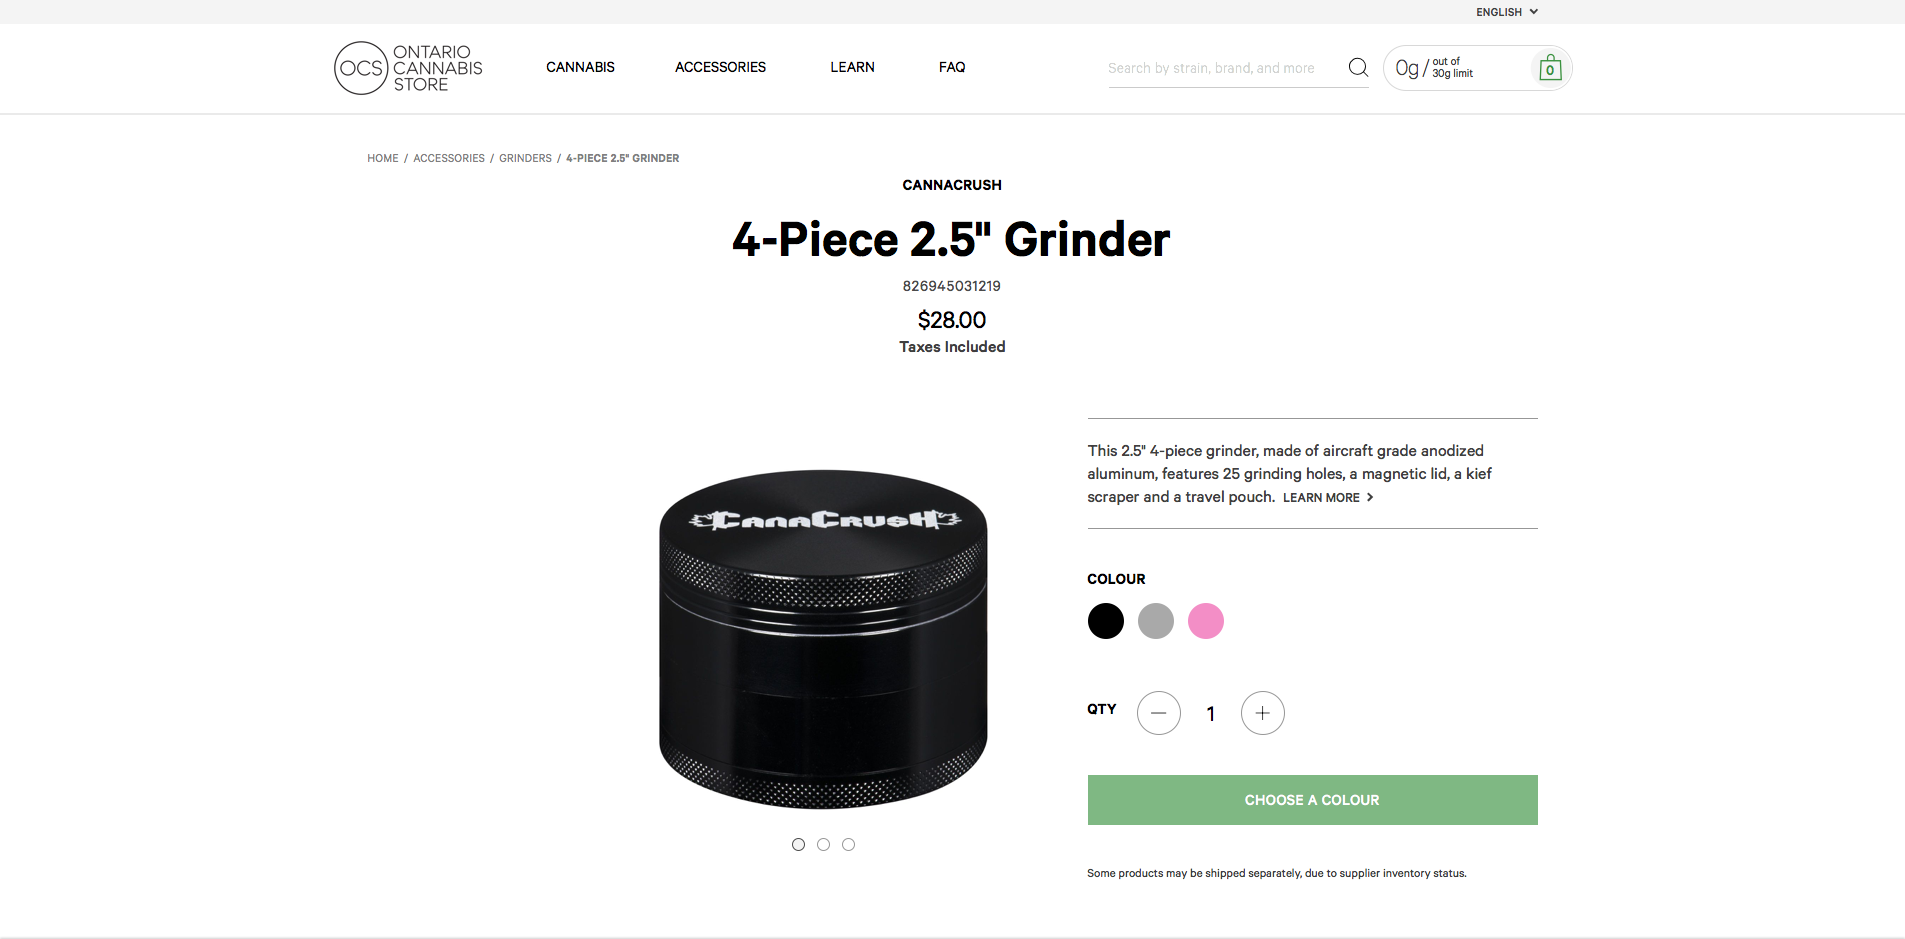 ENGLISH
OCS
ONTARIO
CANNABIS
STORE
CANNABIS
ACCESSORIES
LEARN
FAQ
Search by strain, brand, and more
0g / out of
30g limit
0
HOME / ACCESSORIES / GRINDERS / 4-PIECE 2.5" GRINDER
CANNACRUSH
4-Piece 2.5" Grinder
826945031219
$28.00
Taxes Included
CANACRUSH
This 2.5" 4-piece grinder, made of aircraft grade anodized
aluminum, features 25 grinding holes, a magnetic lid, a kief
scraper and a travel pouch. LEARN MORE >
COLOUR
QTY — 1 +
CHOOSE A COLOUR
Some products may be shipped separately, due to supplier inventory status.